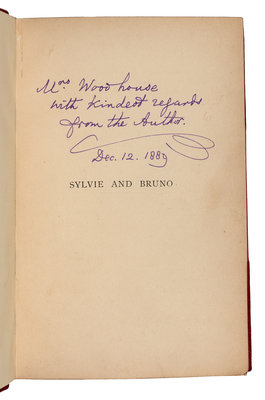 Mrs Woodhouse
with kindest regards
from the Author.
Dec. 12. 1889
SYLVIE AND BRUNO